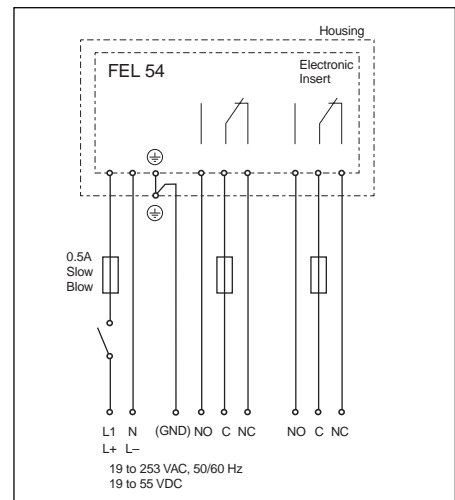 Housing
FEL 54
Electronic
Insert
0.5A
Slow
Blow
L1 N (GND) NO C NC NO C NC
L+ L–
19 to 253 VAC, 50/60 Hz
19 to 55 VDC